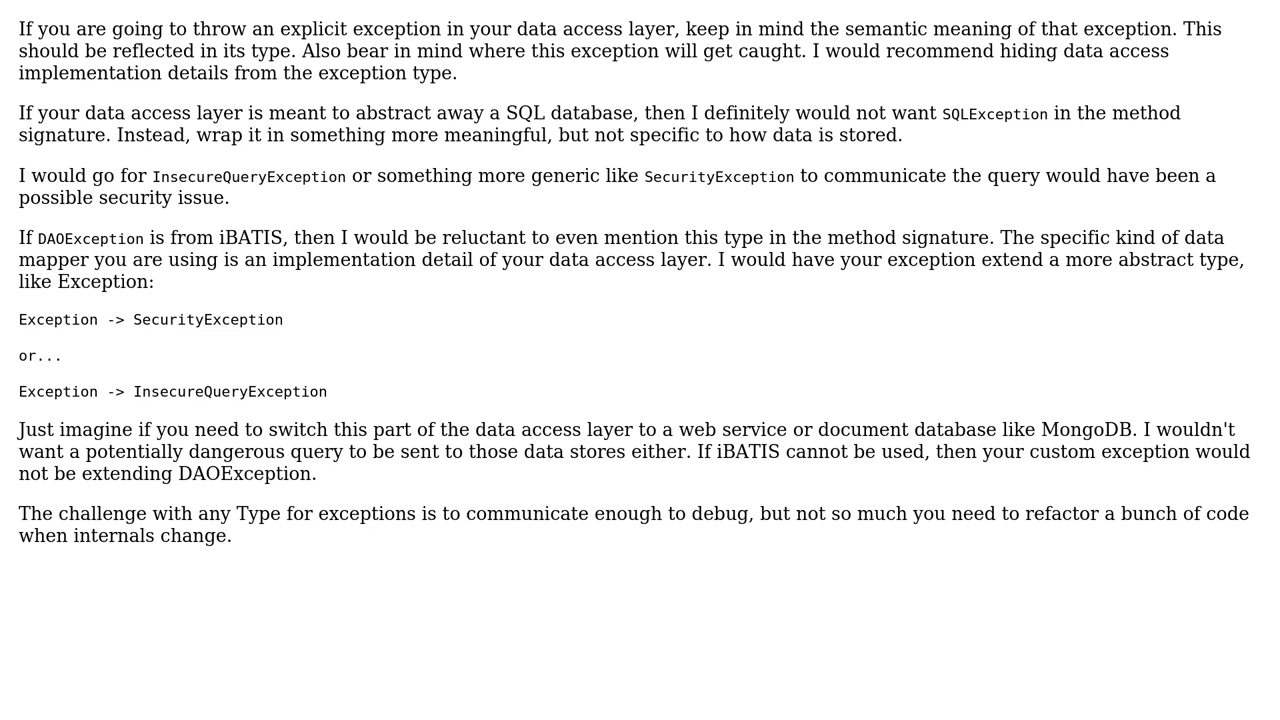 If you are going to throw an explicit exception in your data access layer, keep in mind the semantic meaning of that exception. This
should be reflected in its type. Also bear in mind where this exception will get caught. I would recommend hiding data access
implementation details from the exception type.
If your data access layer is meant to abstract away a SQL database, then I definitely would not want SQLException in the method
signature. Instead, wrap it in something more meaningful, but not specific to how data is stored.
I would go for InsecureQueryException or something more generic like SecurityException to communicate the query would have been a
possible security issue.
If DAOException is from iBATIS, then I would be reluctant to even mention this type in the method signature. The specific kind of data
mapper you are using is an implementation detail of your data access layer. I would have your exception extend a more abstract type,
like Exception:
Exception -> SecurityException
or...
Exception -> InsecureQueryException
Just imagine if you need to switch this part of the data access layer to a web service or document database like MongoDB. I wouldn't
want a potentially dangerous query to be sent to those data stores either. If iBATIS cannot be used, then your custom exception would
not be extending DAOException.
The challenge with any Type for exceptions is to communicate enough to debug, but not so much you need to refactor a bunch of code
when internals change.